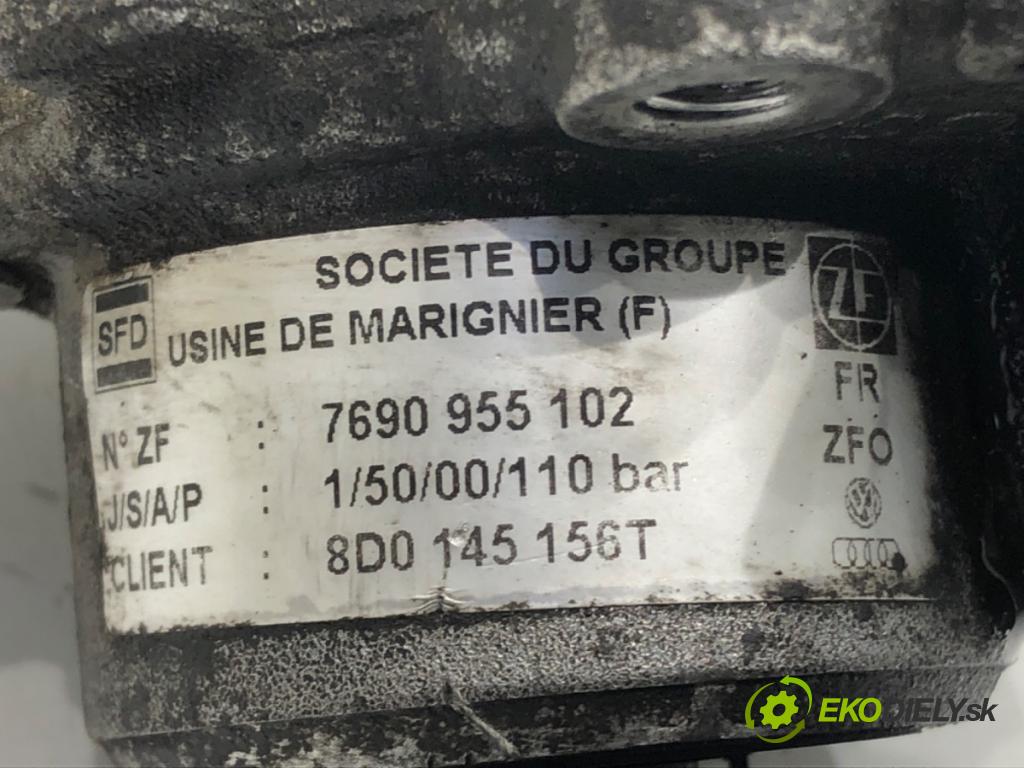 SFD
SOCIETE DU GROUPE
ZF
USINE DE MARIGNIER (F)
FR
N° ZF : 7690 955 102
ZFO
J/S/A/P : 1/50/00/110 bar
CLIENT : 8D0 145 156T
EKODIELY.sk